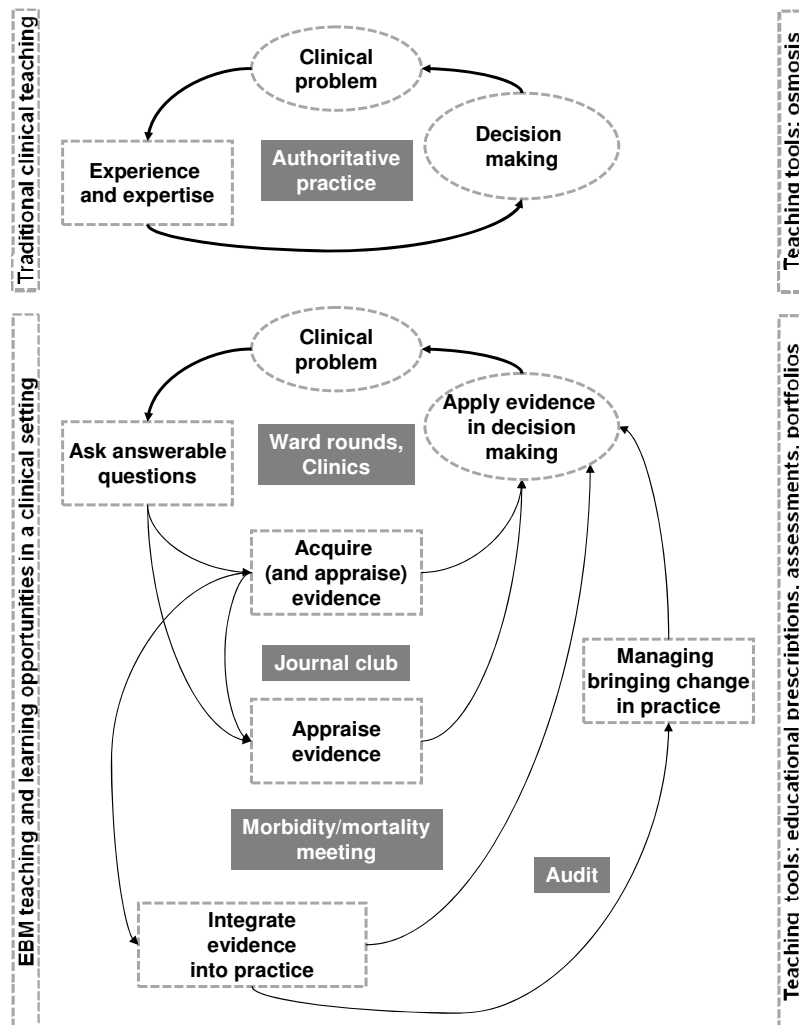 Traditional clinical teaching
Clinical
problem
Experience
and expertise
Authoritative
practice
Decision
making
Teaching tools: osmosis
EBM teaching and learning opportunities in a clinical setting
Clinical
problem
Ask answerable
questions
Ward rounds,
Clinics
Apply evidence
in decision
making
Acquire
(and appraise)
evidence
Journal club
Managing
bringing change
in practice
Appraise
evidence
Morbidity/mortality
meeting
Audit
Integrate
evidence
into practice
Teaching tools: educational prescriptions, assessments, portfolios